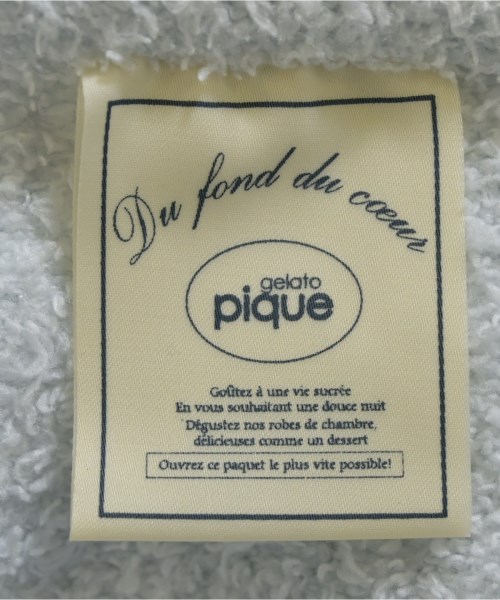 Du fond du cœur
gelato
pique
Goûtez à une vie sucrée
En vous souhaitant une douce nuit
Dégustez nos robes de chambre,
délicieuses comme un dessert
Ouvrez ce paquet le plus vite possible!